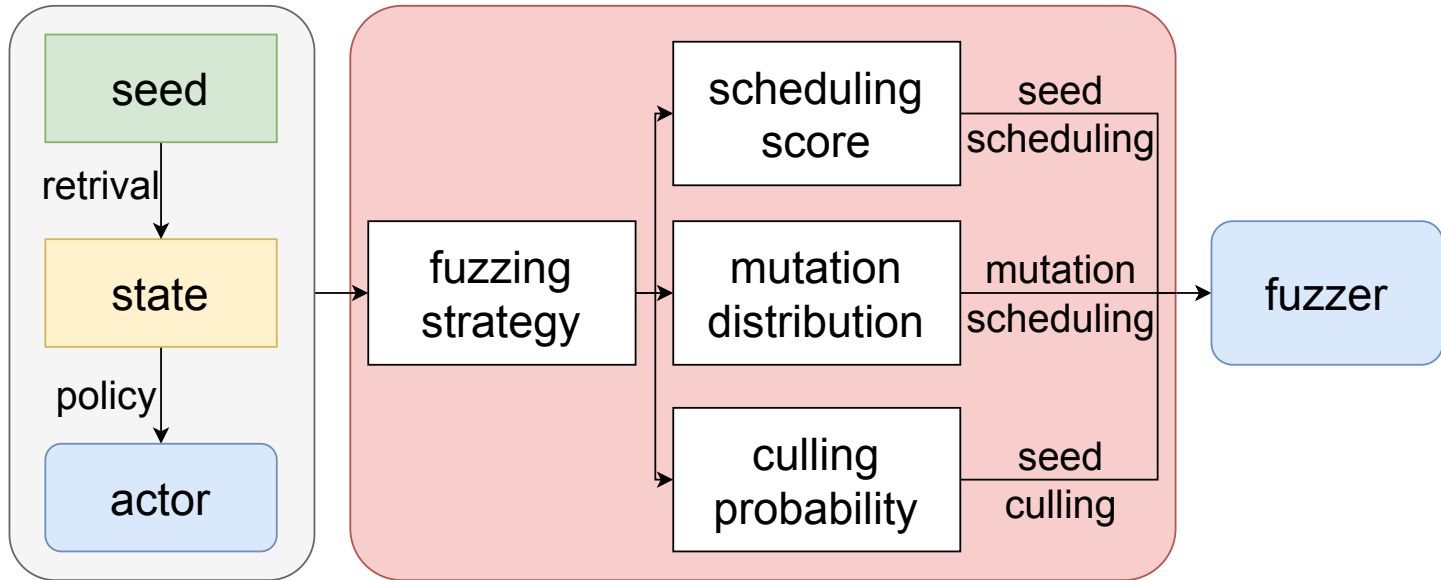 seed
retrival
state
policy
actor
fuzzing
strategy
scheduling
score
mutation
distribution
culling
probability
seed
scheduling
mutation
scheduling
seed
culling
fuzzer